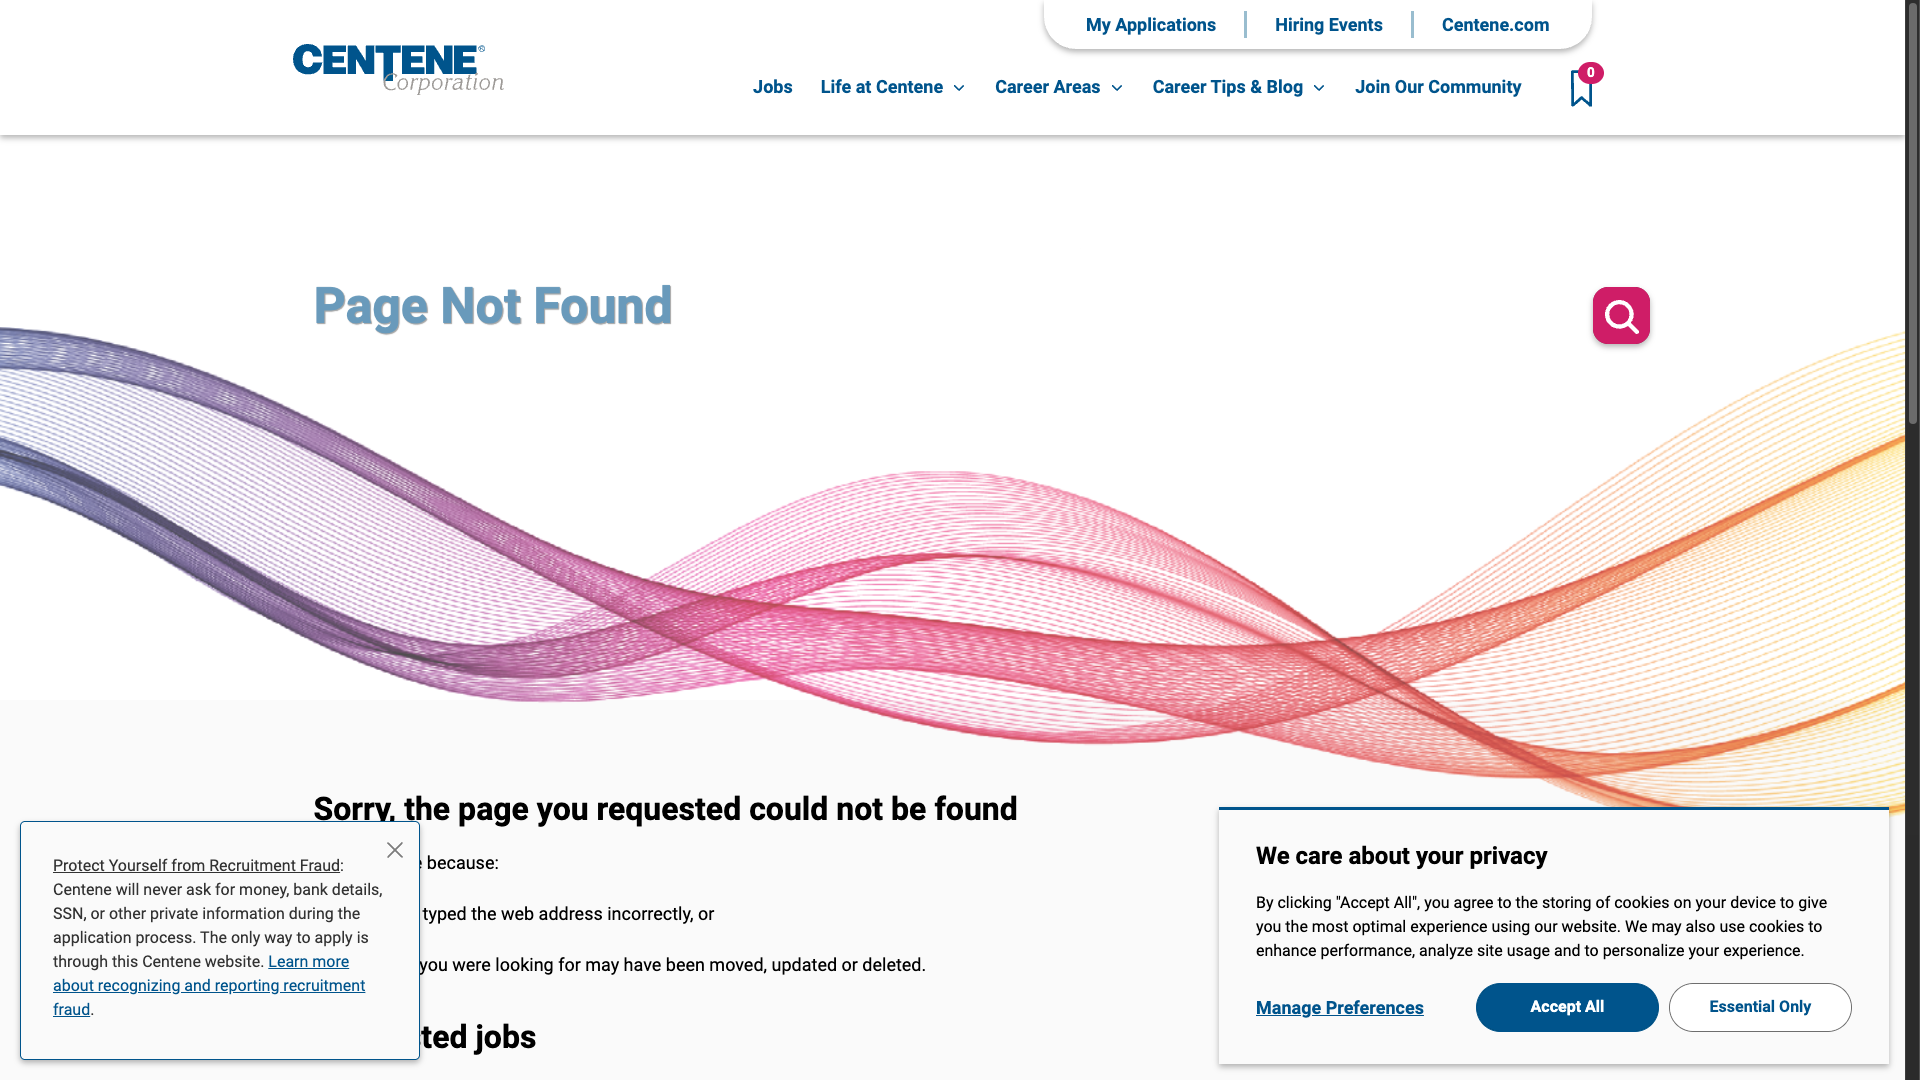 My Applications
Hiring Events
Centene.com
CENTENE®
Corporation
Jobs
Life at Centene
Career Areas
Career Tips & Blog
Join Our Community
0
Page Not Found
Sorry, the page you requested could not be found
because:
typed the web address incorrectly, or
you were looking for may have been moved, updated or deleted.
jobs
Protect Yourself from Recruitment Fraud:
Centene will never ask for money, bank details,
SSN, or other private information during the
application process. The only way to apply is
through this Centene website. Learn more
about recognizing and reporting recruitment
fraud.
We care about your privacy
By clicking "Accept All", you agree to the storing of cookies on your device to give
you the most optimal experience using our website. We may also use cookies to
enhance performance, analyze site usage and to personalize your experience.
Manage Preferences
Accept All
Essential Only